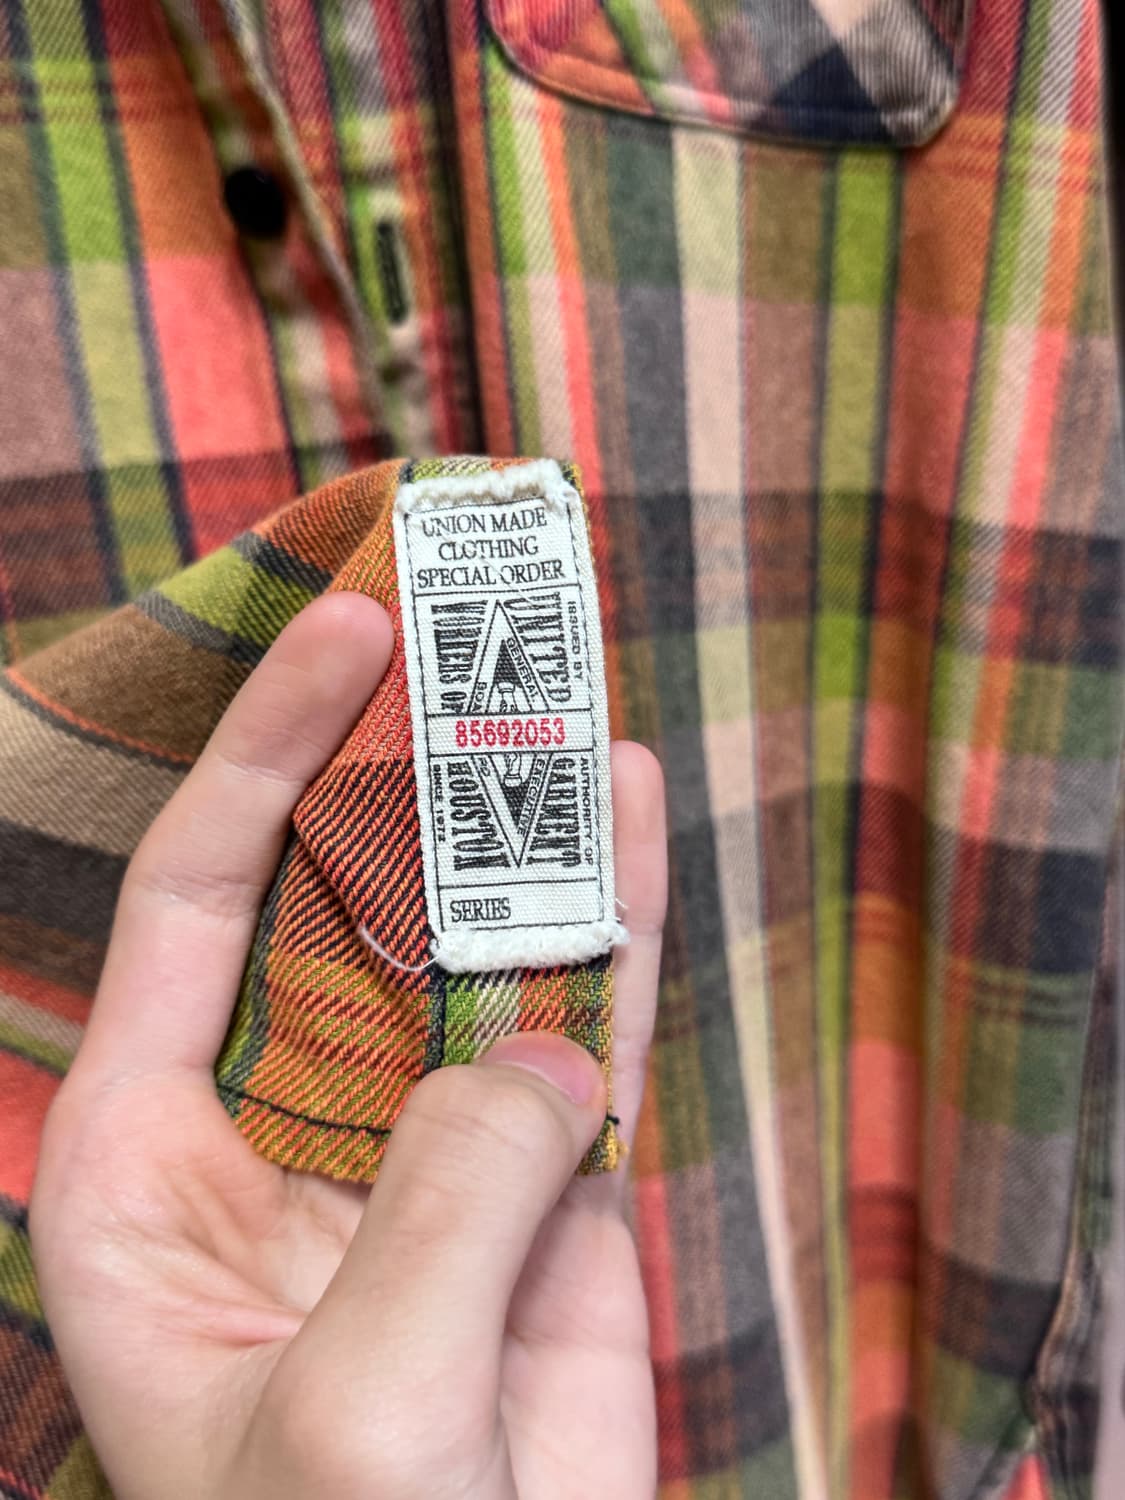 UNION MADE
CLOTHING
SPECIAL ORDER
UNITED
GARMENT
WORKERS OF
HOUSTON
ISSUED BY
AUTHORITY OF
GENERAL
EXECUTIVE
SINCE 1972
85692053
SERIES